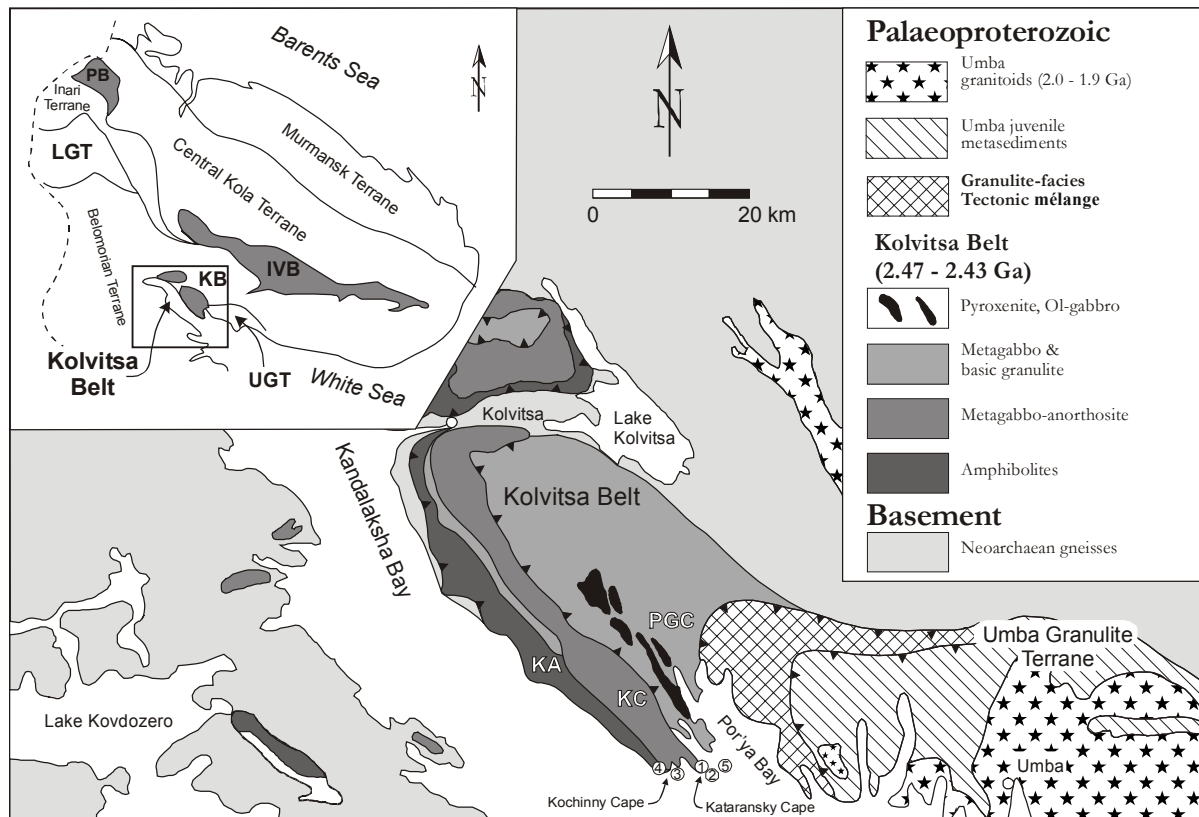 Barents Sea
N
PB
Inari
Terrane
LGT
Murmansk Terrane
Central Kola Terrane
Belomorian Terrane
KB
IVB
Kolvitsa
Belt
UGT
White Sea
N
0
20 km
Kolvitsa
Lake
Kolvitsa
Kandalaksha Bay
Kolvitsa Belt
PGC
KA
KC
Lake Kovdozero
Por'ya Bay
Umba Granulite
Terrane
Umba
4
3
1
2
5
Kochinny Cape
Kataransky Cape
Palaeoproterozoic
Umba
granitoids (2.0 - 1.9 Ga)
Umba juvenile
metasediments
Granulite-facies
Tectonic mélange
Kolvitsa Belt
(2.47 - 2.43 Ga)
Pyroxenite, Ol-gabbro
Metagabbo &
basic granulite
Metagabbo-anorthosite
Amphibolites
Basement
Neoarchaean gneisses